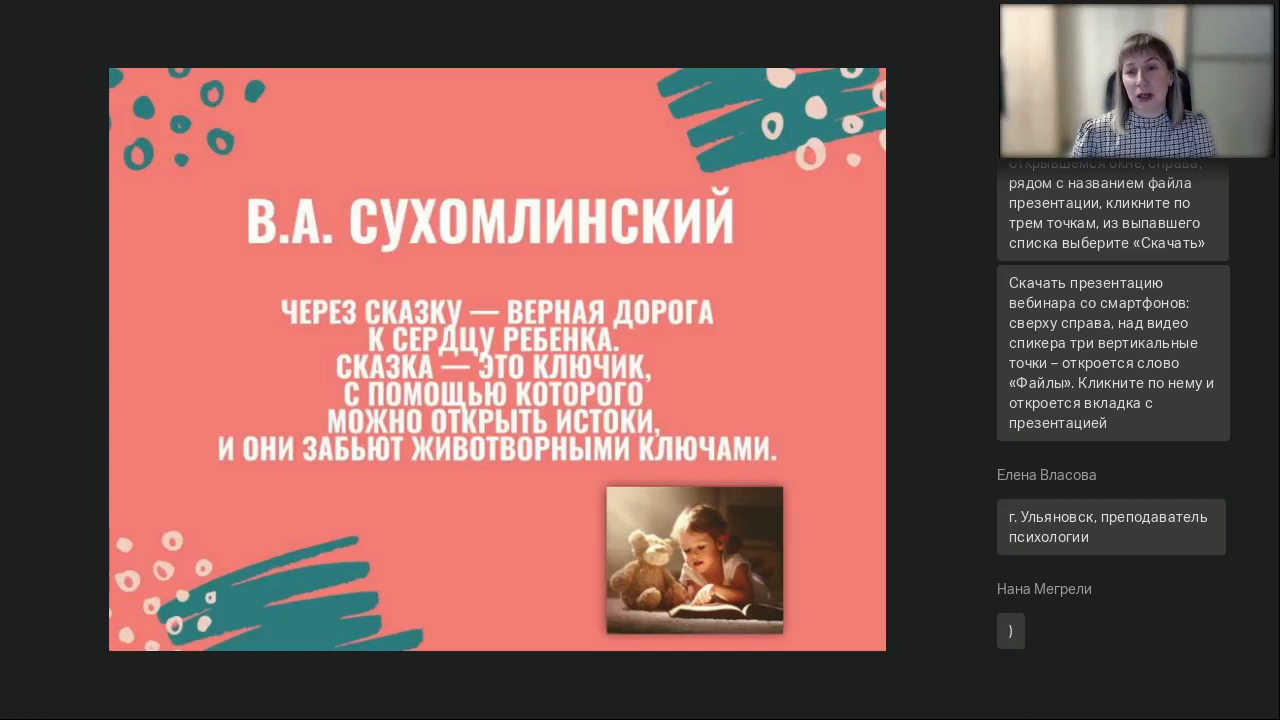 В.А. СУХОМЛИНСКИЙ
ЧЕРЕЗ СКАЗКУ — ВЕРНАЯ ДОРОГА
К СЕРДЦУ РЕБЕНКА.
СКАЗКА — ЭТО КЛЮЧИК,
С ПОМОЩЬЮ КОТОРОГО
МОЖНО ОТКРЫТЬ ИСТОКИ,
И ОНИ ЗАБЬЮТ ЖИВОТВОРНЫМИ КЛЮЧАМИ.
открывшемся окне, справа,
рядом с названием файла
презентации, кликните по
трем точкам, из выпавшего
списка выберите «Скачать»
Скачать презентацию
вебинара со смартфонов:
сверху справа, над видео
спикера три вертикальные
точки – откроется слово
«Файлы». Кликните по нему и
откроется вкладка с
презентацией
Елена Власова
г. Ульяновск, преподаватель
психологии
Нана Мегрели
)